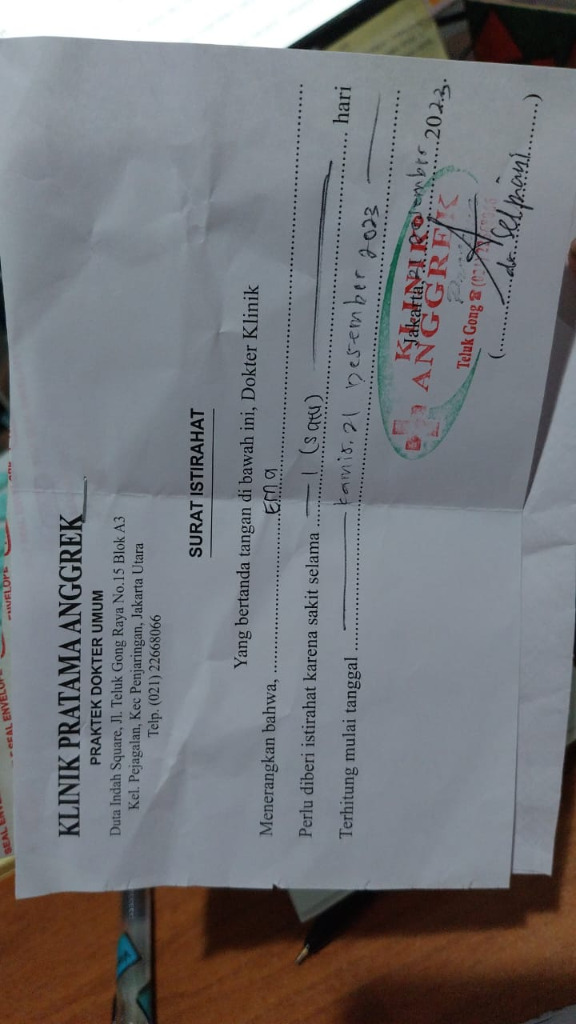 KLINIK PRATAMA ANGGREK
PRAKTEK DOKTER UMUM
Duta Indah Square, Jl. Teluk Gong Raya No.15 Blok A3
Kel. Pejagalan, Kec Penjaringan, Jakarta Utara
Telp. (021) 22668066
SURAT ISTIRAHAT
Yang bertanda tangan di bawah ini, Dokter Klinik
Menerangkan bahwa, Ema
Perlu diberi istirahat karena sakit selama 1 (satu) hari
Terhitung mulai tanggal kamis, 21 Desember 2023
Jakarta, 21 Desember 2023.
KLINIK
ANGGREK
Teluk Gong ☎ (021)
(dr. Selpiani)
SEAL ENVELOPE